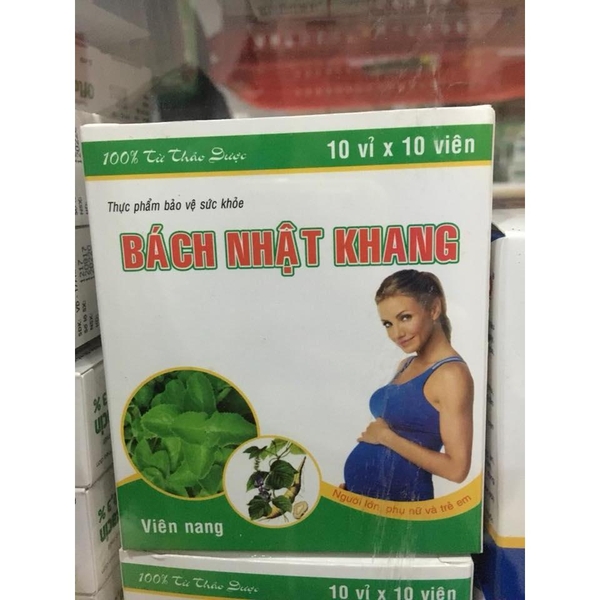 100% Từ Thảo Dược
10 vỉ x 10 viên
Thực phẩm bảo vệ sức khỏe
BÁCH NHẬT KHANG
Người lớn, phụ nữ và trẻ em
Viên nang
100% Từ Thảo Dược
10 vỉ x 10 viên